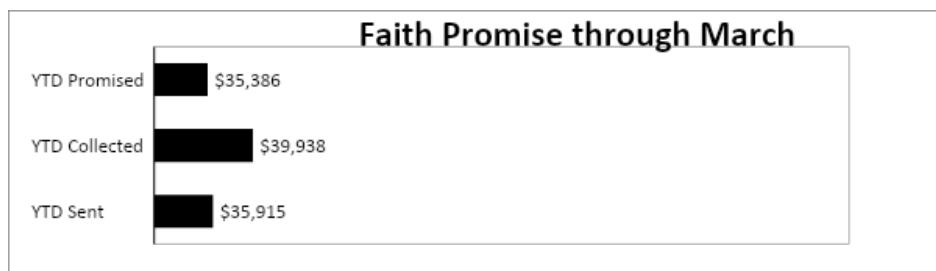 Faith Promise through March
YTD Promised $35,386
YTD Collected $39,938
YTD Sent $35,915